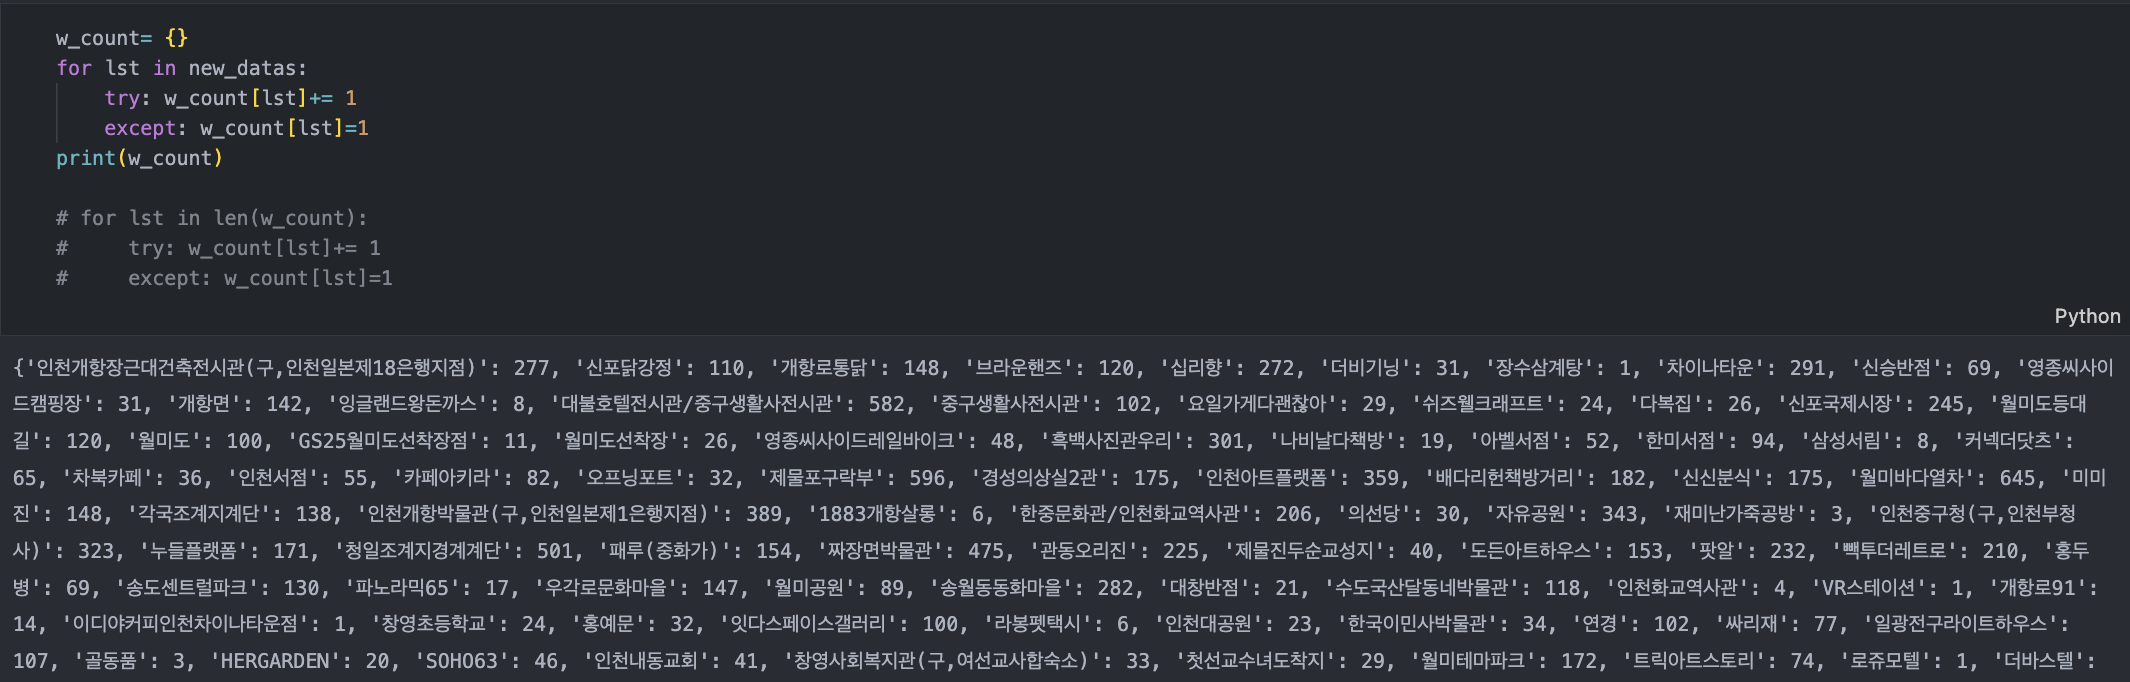 w_count= {}
for lst in new_datas:
    try: w_count[lst]+= 1
    except: w_count[lst]=1
print(w_count)
# for lst in len(w_count):
#     try: w_count[lst]+= 1
#     except: w_count[lst]=1
Python
{'인천개항장근대건축전시관(구,인천일본제18은행지점)': 277, '신포닭강정': 110, '개항로통닭': 148, '브라운핸즈': 120, '십리향': 272, '더비기닝': 31, '장수삼계탕': 1, '차이나타운': 291, '신승반점': 69, '영종씨사이
드캠핑장': 31, '개항면': 142, '잉글랜드왕돈까스': 8, '대불호텔전시관/중구생활사전시관': 582, '중구생활사전시관': 102, '요일가게다괜찮아': 29, '쉬즈웰크래프트': 24, '다복집': 26, '신포국제시장': 245, '월미도등대
길': 120, '월미도': 100, 'GS25월미도선착장점': 11, '월미도선착장': 26, '영종씨사이드레일바이크': 48, '흑백사진관우리': 301, '나비날다책방': 19, '아벨서점': 52, '한미서점': 94, '삼성서림': 8, '커넥더닷츠':
65, '차북카페': 36, '인천서점': 55, '카페아키라': 82, '오프닝포트': 32, '제물포구락부': 596, '경성의상실2관': 175, '인천아트플랫폼': 359, '배다리헌책방거리': 182, '신신분식': 175, '월미바다열차': 645, '미미
진': 148, '각국조계지계단': 138, '인천개항박물관(구,인천일본제1은행지점)': 389, '1883개항살롱': 6, '한중문화관/인천화교역사관': 206, '의선당': 30, '자유공원': 343, '재미난가죽공방': 3, '인천중구청(구,인천부청
사)': 323, '누들플랫폼': 171, '청일조계지경계계단': 501, '패루(중화가)': 154, '짜장면박물관': 475, '관동오리진': 225, '제물진두순교성지': 40, '도든아트하우스': 153, '팟알': 232, '빽투더레트로': 210, '홍두
병': 69, '송도센트럴파크': 130, '파노라믹65': 17, '우각로문화마을': 147, '월미공원': 89, '송월동동화마을': 282, '대창반점': 21, '수도국산달동네박물관': 118, '인천화교역사관': 4, 'VR스테이션': 1, '개항로91':
14, '이디야커피인천차이나타운점': 1, '창영초등학교': 24, '홍예문': 32, '잇다스페이스갤러리': 100, '라봉펫택시': 6, '인천대공원': 23, '한국이민사박물관': 34, '연경': 102, '싸리재': 77, '일광전구라이트하우스':
107, '골동품': 3, 'HERGARDEN': 20, 'SOHO63': 46, '인천내동교회': 41, '창영사회복지관(구,여선교사합숙소)': 33, '첫선교수녀도착지': 29, '월미테마파크': 172, '트릭아트스토리': 74, '로쥬모텔': 1, '더바스텔':